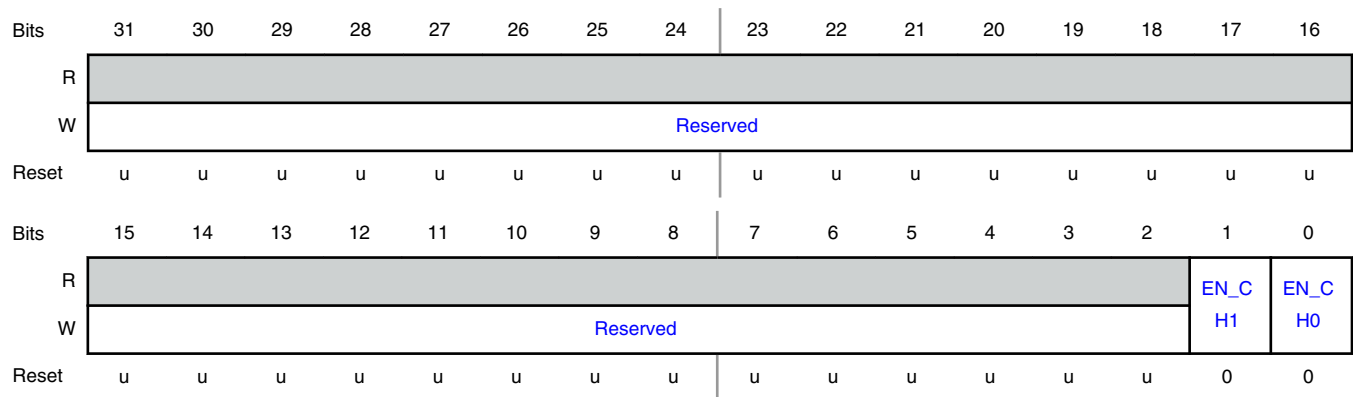 Bits 31 30 29 28 27 26 25 24 23 22 21 20 19 18 17 16
R
W Reserved
Reset u u u u u u u u u u u u u u u u
Bits 15 14 13 12 11 10 9 8 7 6 5 4 3 2 1 0
R EN_C EN_C
W Reserved H1 H0
Reset u u u u u u u u u u u u u u 0 0